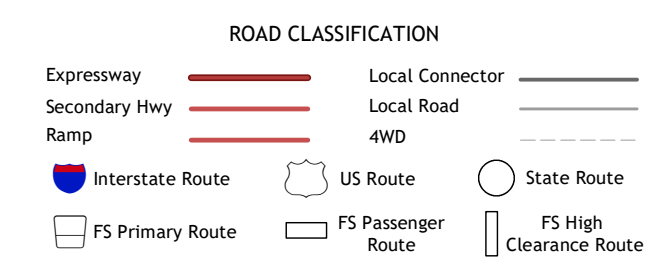 ROAD CLASSIFICATION
Expressway
Local Connector
Secondary Hwy
Local Road
Ramp
4WD
Interstate Route
US Route
State Route
FS Primary Route
FS Passenger
Route
FS High
Clearance Route